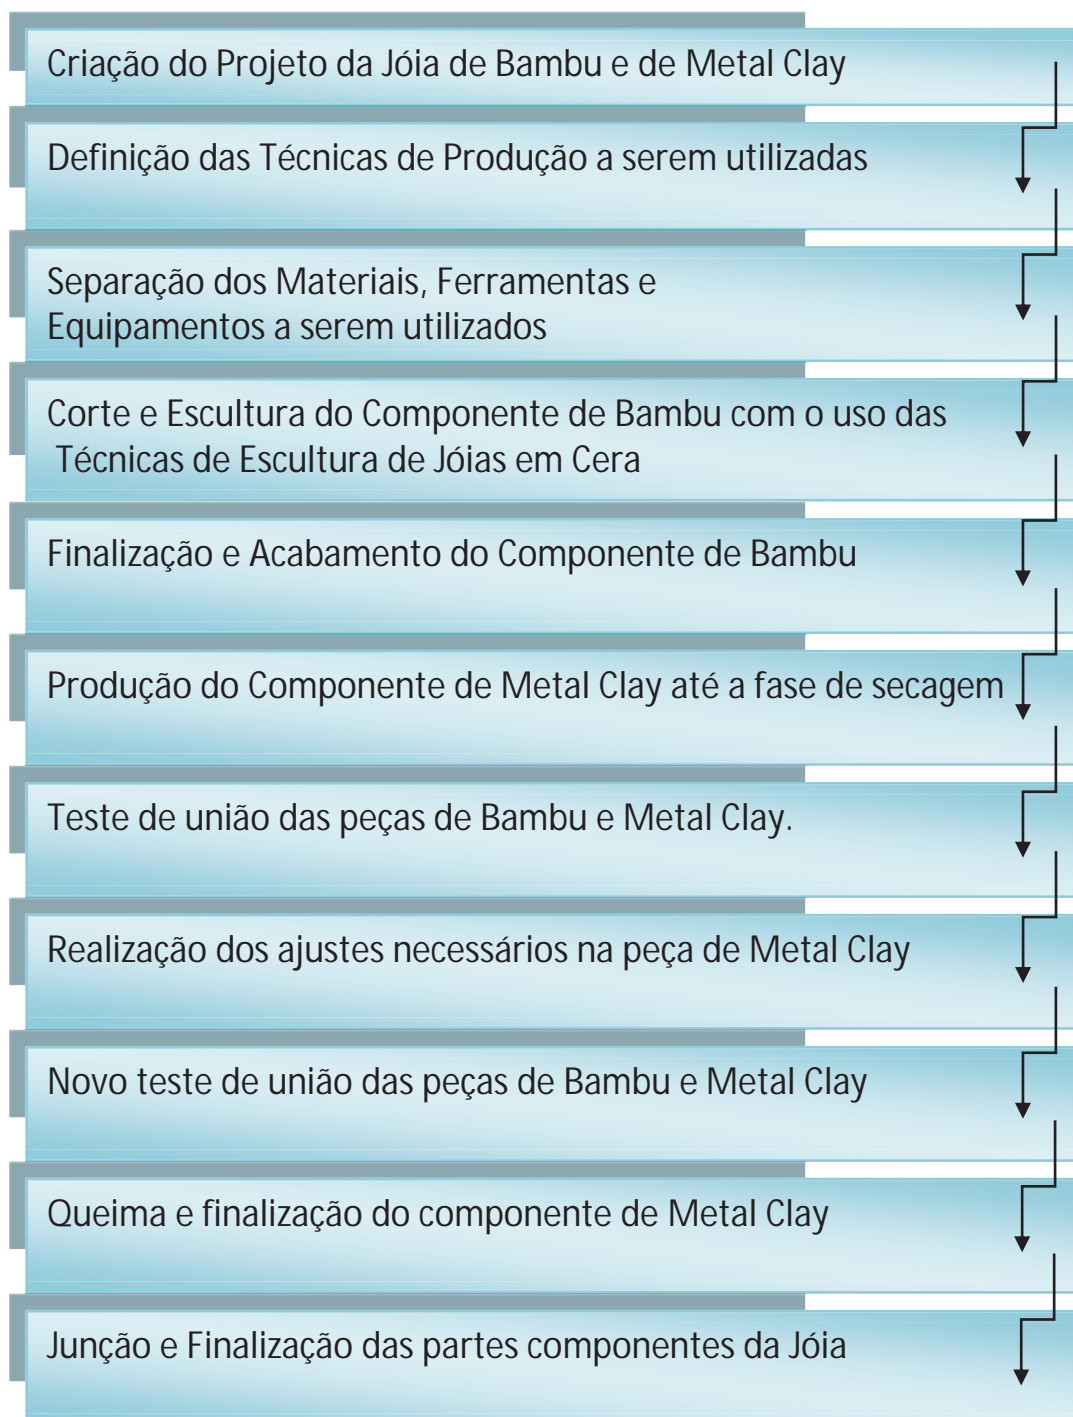 Criação do Projeto da Jóia de Bambu e de Metal Clay
Definição das Técnicas de Produção a serem utilizadas
Separação dos Materiais, Ferramentas e
Equipamentos a serem utilizados
Corte e Escultura do Componente de Bambu com o uso das
Técnicas de Escultura de Jóias em Cera
Finalização e Acabamento do Componente de Bambu
Produção do Componente de Metal Clay até a fase de secagem
Teste de união das peças de Bambu e Metal Clay.
Realização dos ajustes necessários na peça de Metal Clay
Novo teste de união das peças de Bambu e Metal Clay
Queima e finalização do componente de Metal Clay
Junção e Finalização das partes componentes da Jóia